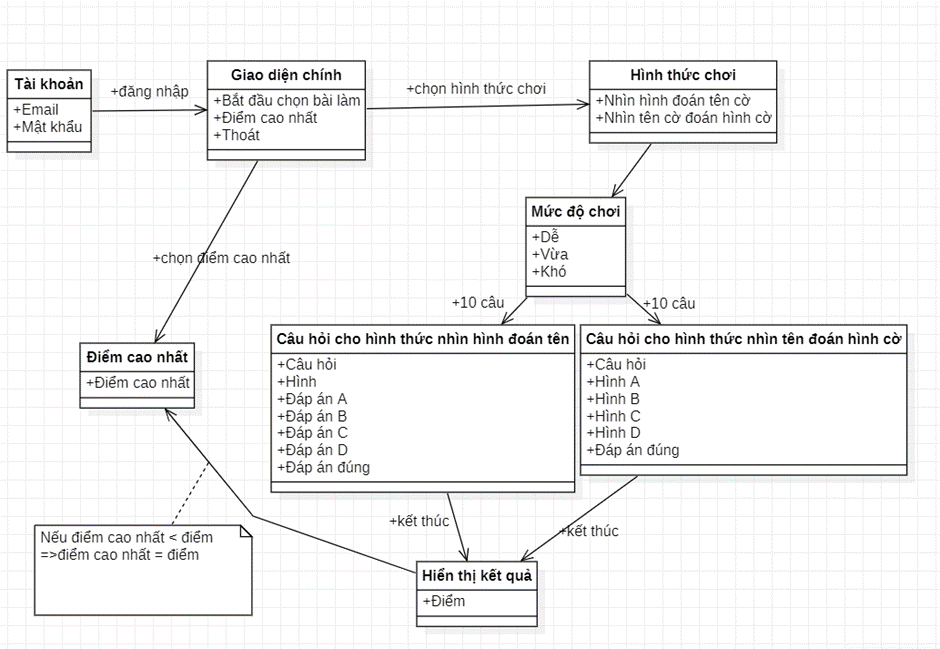 Tài khoản
+Email
+Mật khẩu
+đăng nhập
Giao diện chính
+Bắt đầu chọn bài làm
+Điểm cao nhất
+Thoát
+chọn hình thức chơi
Hình thức chơi
+Nhìn hình đoán tên cờ
+Nhìn tên cờ đoán hình cờ
Mức độ chơi
+Dễ
+Vừa
+Khó
+chọn điểm cao nhất
+10 câu
+10 câu
Điểm cao nhất
+Điểm cao nhất
Câu hỏi cho hình thức nhìn hình đoán tên
+Câu hỏi
+Hình
+Đáp án A
+Đáp án B
+Đáp án C
+Đáp án D
+Đáp án đúng
Câu hỏi cho hình thức nhìn tên đoán hình cờ
+Câu hỏi
+Hình A
+Hình B
+Hình C
+Hình D
+Đáp án đúng
+kết thúc
+kết thúc
Nếu điểm cao nhất < điểm
=>điểm cao nhất = điểm
Hiển thị kết quả
+Điểm